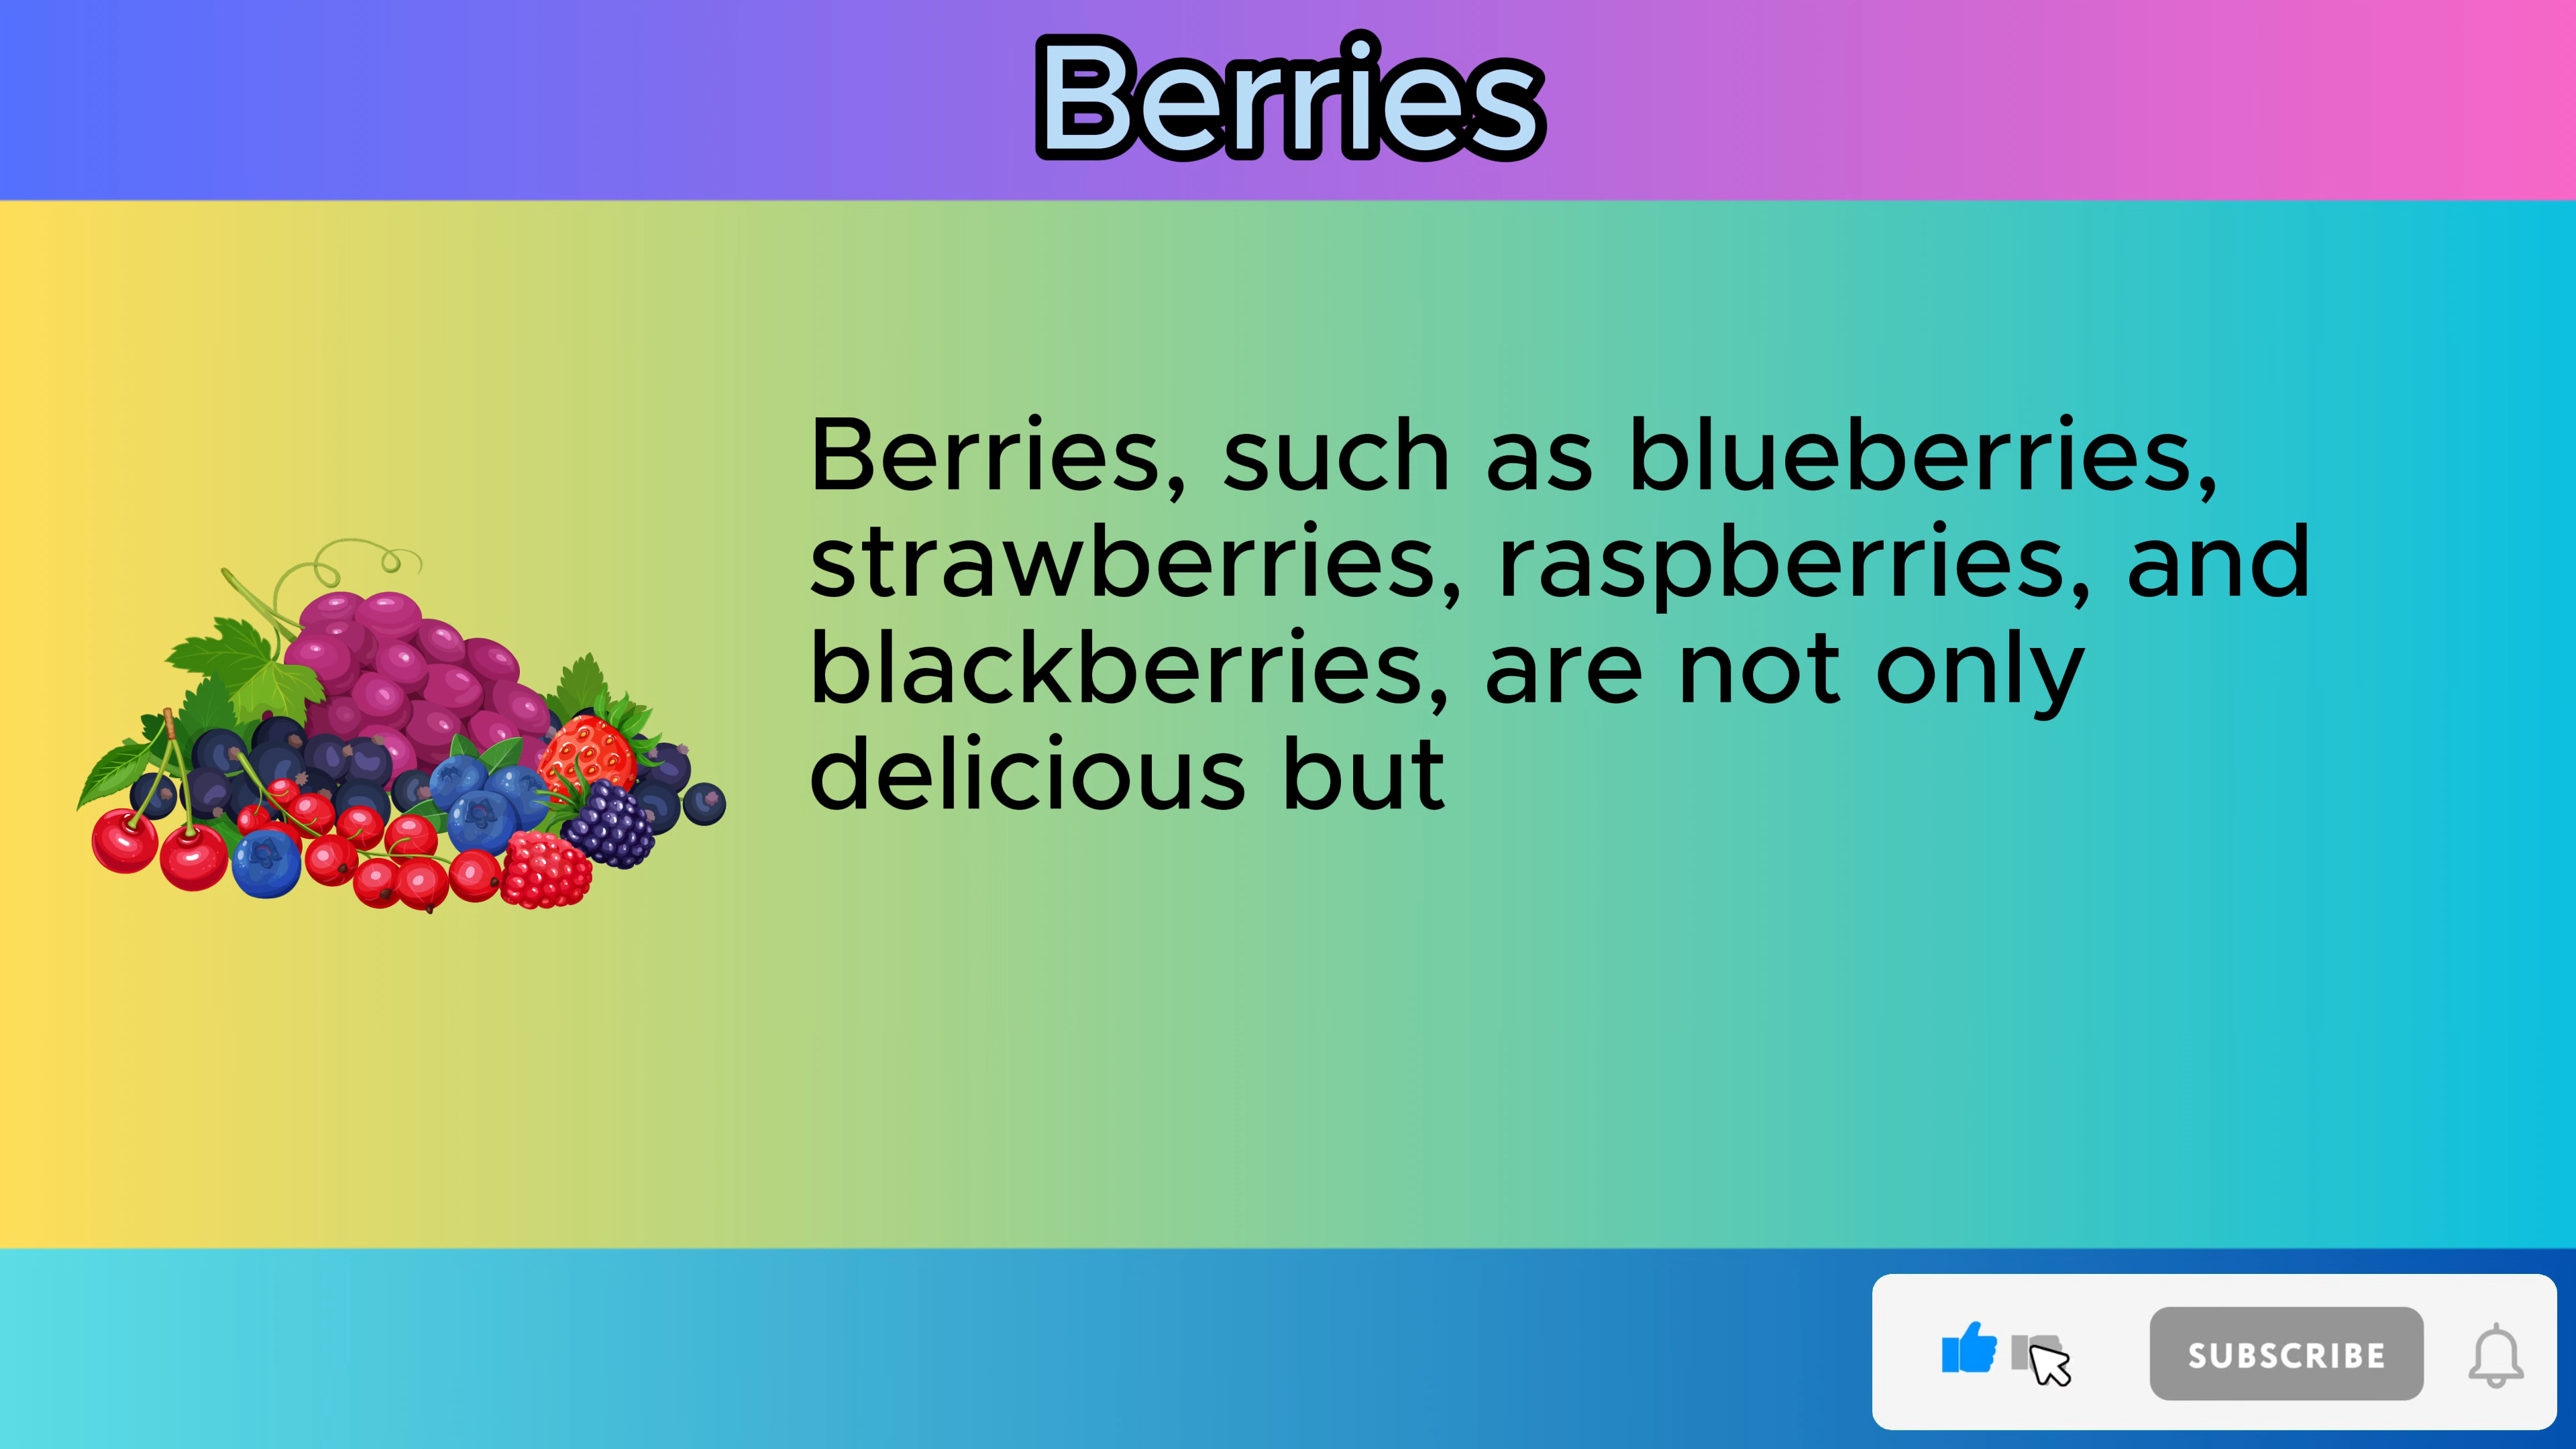 Berries
Berries, such as blueberries,
strawberries, raspberries, and
blackberries, are not only
delicious but
SUBSCRIBE